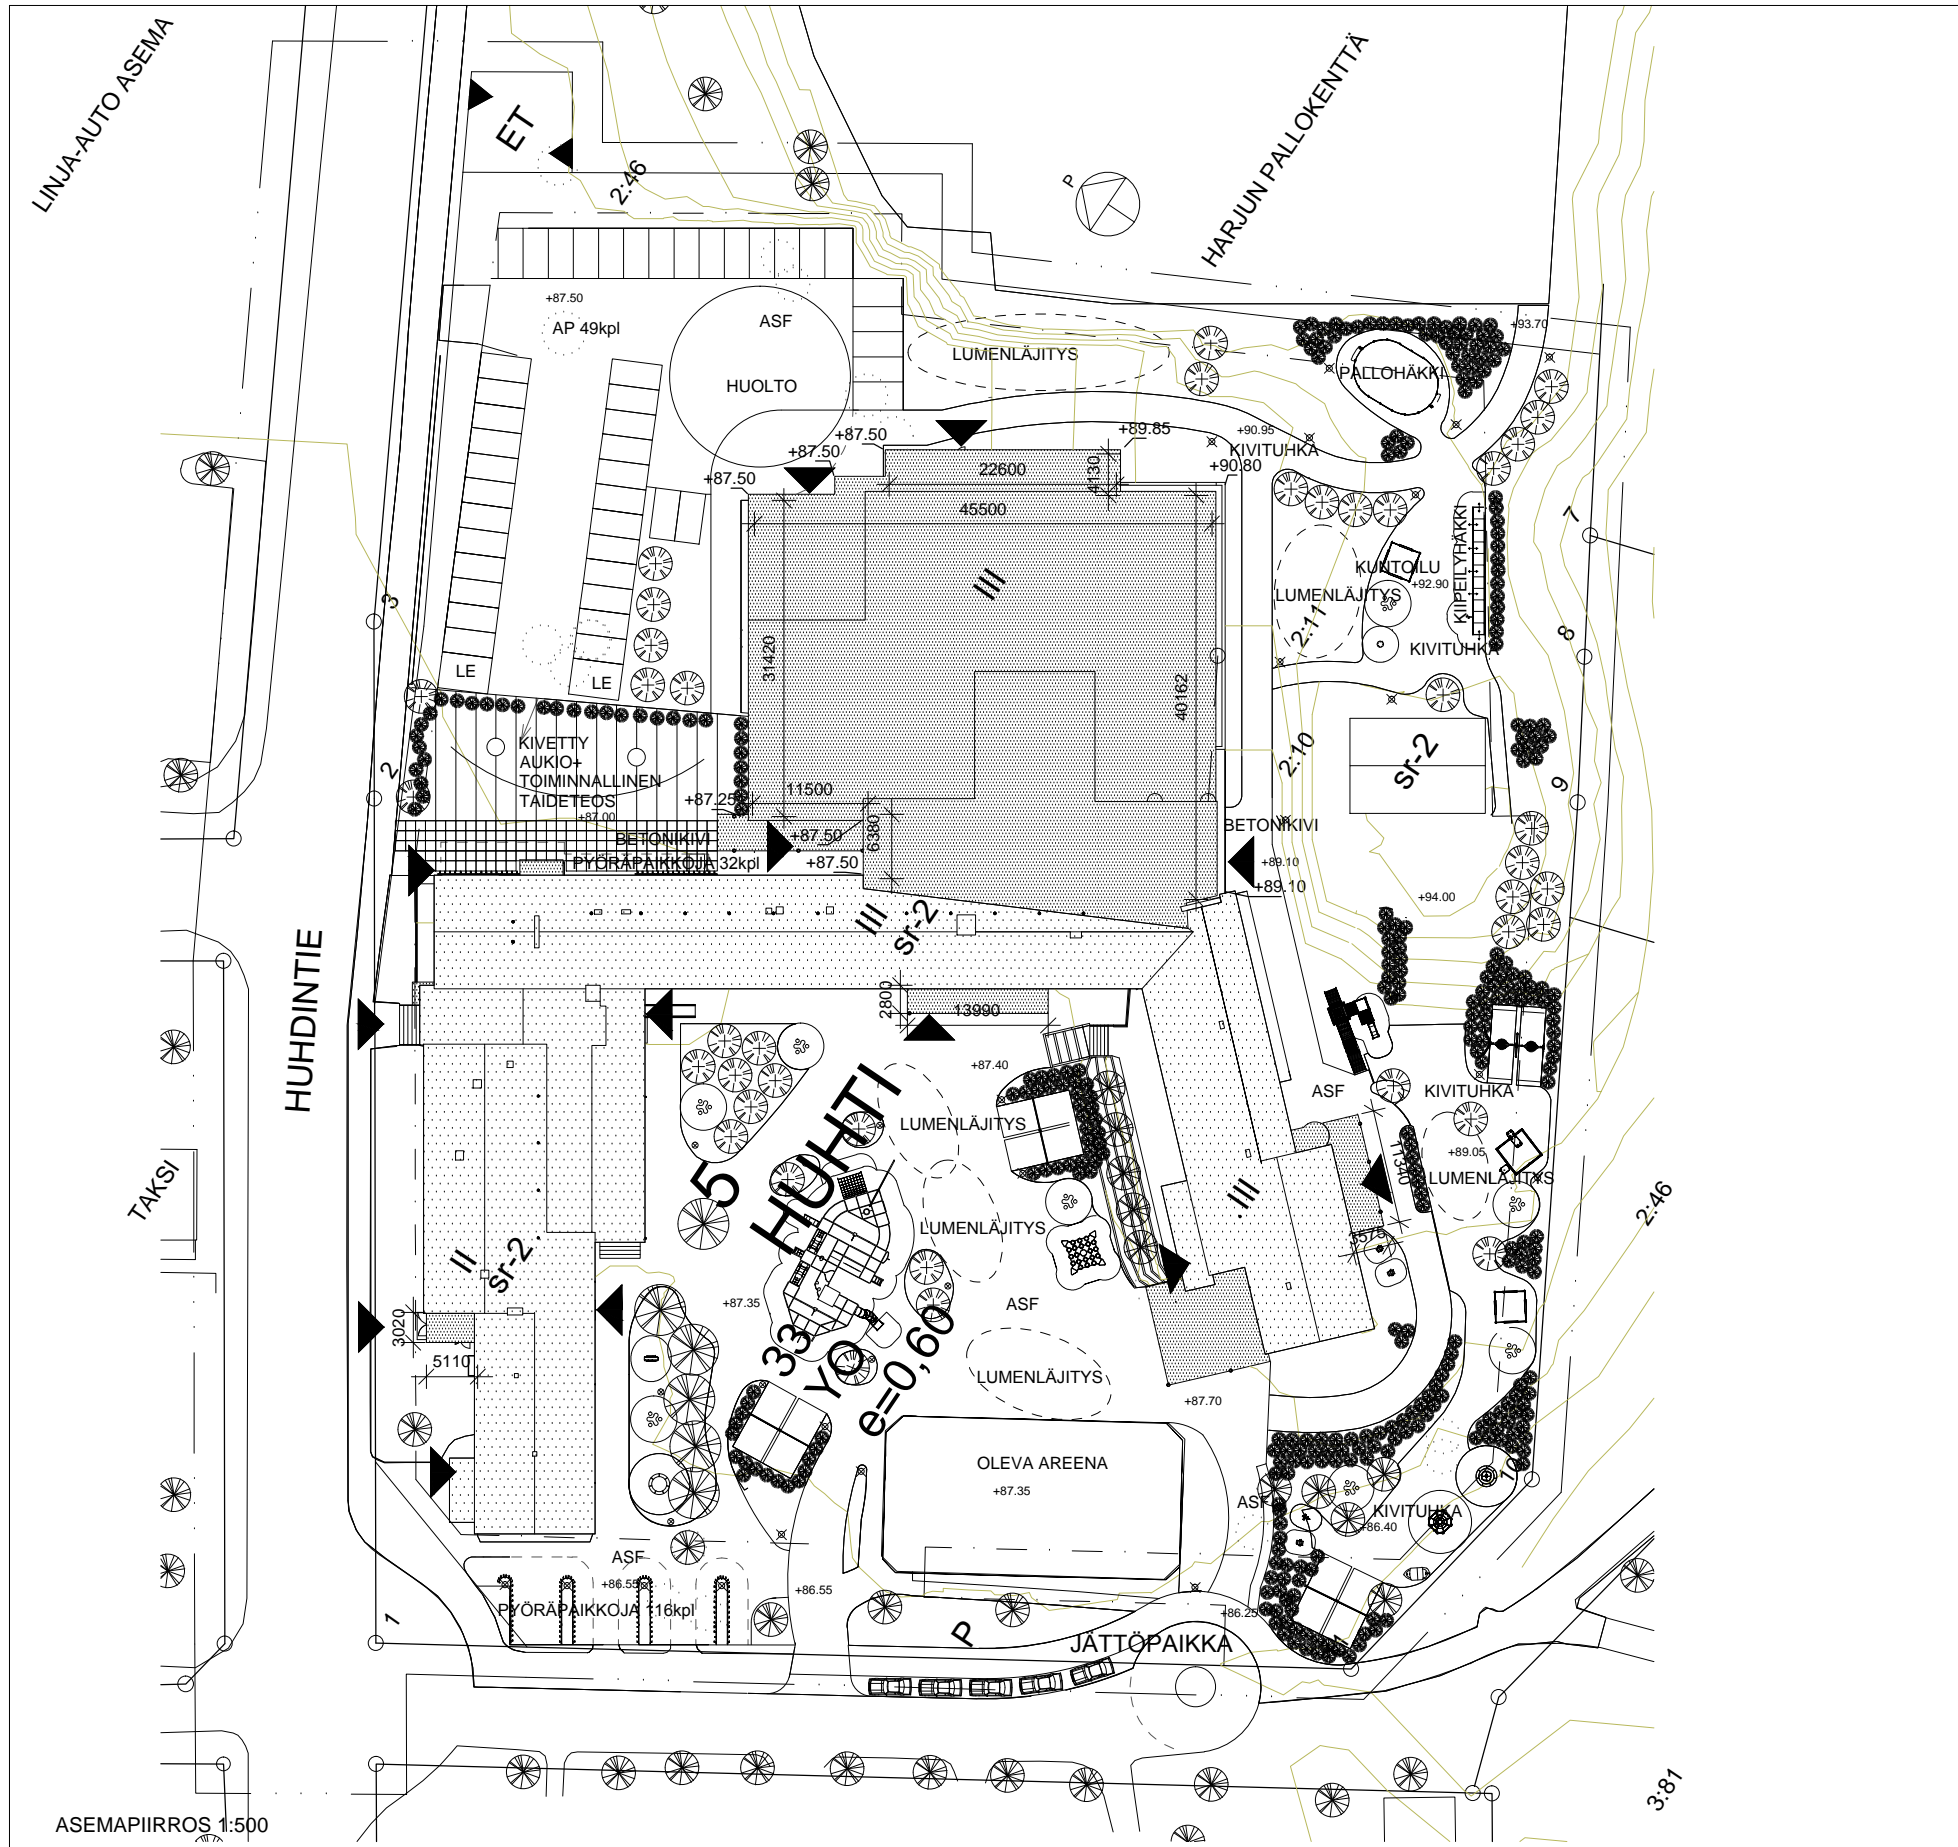 LINJA-AUTO ASEMA
ET
2:46
P
HARJUN PALLOKENTTÄ
+87.50
AP 49kpl
ASF
HUOLTO
LUMENLÄJITYS
+93.70
PALLOHÄKKI
+87.50
+87.50
+87.50
+89.85
+90.95
KIVITUHKA
+90.80
22600
4130
45500
III
31420
40162
KUNTOILU
+92.90
LUMENLÄJITYS
KIIPEILYHÄKKI
KIVITUHKA
2:11
7
8
9
3
2
LE
LE
KIVETTY
AUKIO+
TOIMINNALLINEN
TAIDETEOS
+87.00
+87.25
11500
+87.50
6380
+87.50
BETONIKIVI
PYÖRÄPAIKKOJA 32kpl
2:10
sr-2
BETONIKIVI
+89.10
+89.10
+94.00
III
sr-2
HUHDINTIE
2800
13990
+87.40
LUMENLÄJITYS
ASF
KIVITUHKA
+89.05
LUMENLÄJITYS
11340
3575
2:46
TAKSI
5
HUHTI
LUMENLÄJITYS
III
II
sr-2
+87.35
ASF
33
YO
e=0,60
3020
5110
LUMENLÄJITYS
+87.70
OLEVA AREENA
+87.35
ASF
10
KIVITUHKA
+86.40
ASF
+86.55
+86.55
PYÖRÄPAIKKOJA 116kpl
1
P
+86.25
JÄTTÖPAIKKA
3:81
ASEMAPIIRROS 1:500